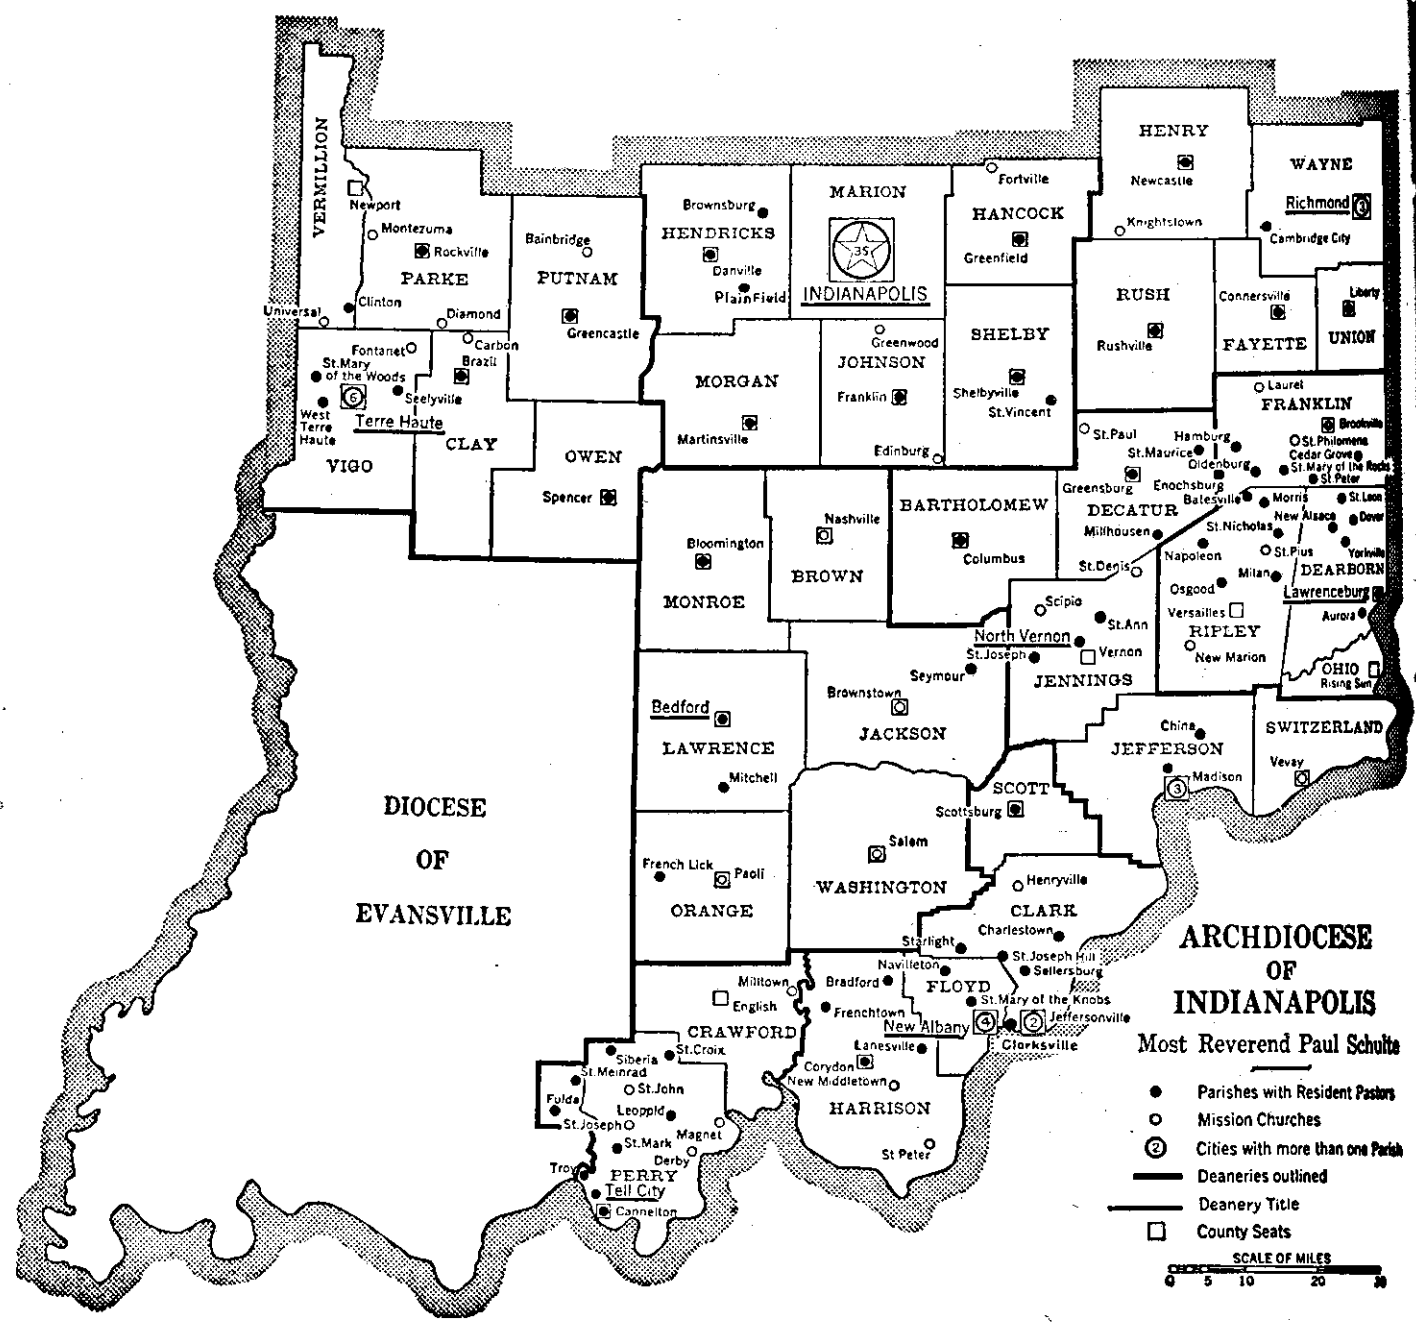 HENRY
Newcastle
Knightstown
WAYNE
Richmond
3
Cambridge City
VERMILLION
Newport
Montezuma
Rockville
PARKE
Clinton
Universal
Diamond
Bainbridge
PUTNAM
Greencastle
Brownsburg
HENDRICKS
Danville
PlainField
MARION
35
INDIANAPOLIS
Fortville
HANCOCK
Greenfield
RUSH
Rushville
Connersville
FAYETTE
Liberty
UNION
Fontanet
St.Mary
of the Woods
6
Seelyville
West
Terre
Haute
Terre Haute
VIGO
Carbon
Brazil
CLAY
OWEN
Spencer
MORGAN
Martinsville
Greenwood
JOHNSON
Franklin
Edinburg
SHELBY
Shelbyville
St.Vincent
Laurel
FRANKLIN
Brookville
St.Philomena
Cedar Grove
St.Mary of the Rocks
St.Peter
Hamburg
Oldenburg
St.Paul
St.Maurice
Greensburg
Enochsburg
DECATUR
Millhousen
St.Denis
Batesville
Morris
St.Nicholas
Napoleon
St.Pius
Osgood
Milan
Versailles
RIPLEY
New Marion
St.Leon
New Alsace
Dover
Yorkville
DEARBORN
Lawrenceburg
Aurora
OHIO
Rising Sun
Bloomington
MONROE
Nashville
BROWN
BARTHOLOMEW
Columbus
Scipio
St.Ann
North Vernon
Vernon
St.Joseph
JENNINGS
Seymour
Brownstown
JACKSON
Bedford
LAWRENCE
Mitchell
China
JEFFERSON
Madison
3
SWITZERLAND
Vevay
SCOTT
Scottsburg
DIOCESE
OF
EVANSVILLE
French Lick
Paoli
ORANGE
Salem
WASHINGTON
Henryville
CLARK
Charlestown
Starlight
St.Joseph Hill
Sellersburg
Navilleton
FLOYD
St.Mary of the Knobs
New Albany
4
2
Jeffersonville
Clarksville
Bradford
Frenchtown
Lanesville
Corydon
New Middletown
HARRISON
St Peter
Milltown
English
CRAWFORD
Siberia
St.Croix
St.Meinrad
St.John
Fulda
Leopold
St.Joseph
Magnet
St.Mark
Derby
Troy
PERRY
Tell City
Cannelton
ARCHDIOCESE
OF
INDIANAPOLIS
Most Reverend Paul Schulte
Parishes with Resident Pastors
Mission Churches
2 Cities with more than one Parish
Deaneries outlined
Deanery Title
County Seats
SCALE OF MILES
0 5 10 20 30